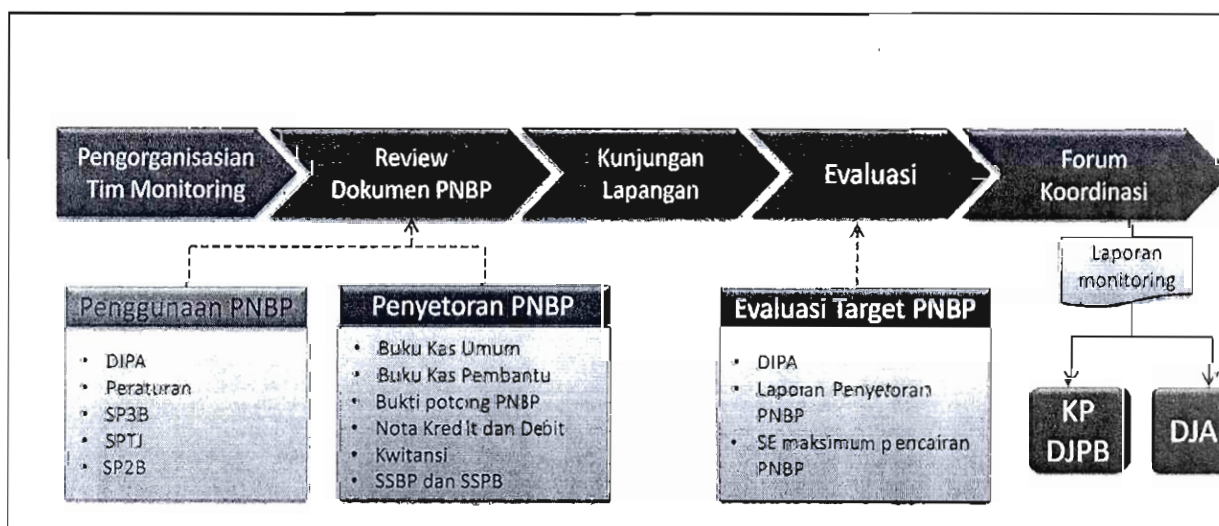 Pengorganisasian
Tim Monitoring
Review
Dokumen PNBP
Kunjungan
Lapangan
Evaluasi
Forum
Koordinasi
Penggunaan PNBP
• DIPA
• Peraturan
• SP3B
• SPTJ
• SP2B
Penyetoran PNBP
• Buku Kas Umum
• Buku Kas Pembantu
• Bukti potong PNBP
• Nota Kredit dan Debit
• Kwitansi
• SSBP dan SSPB
Evaluasi Target PNBP
• DIPA
• Laporan Penyetoran
PNBP
• SE maksimum pencairan
PNBP
Laporan
monitoring
KP
DJPB
DJA